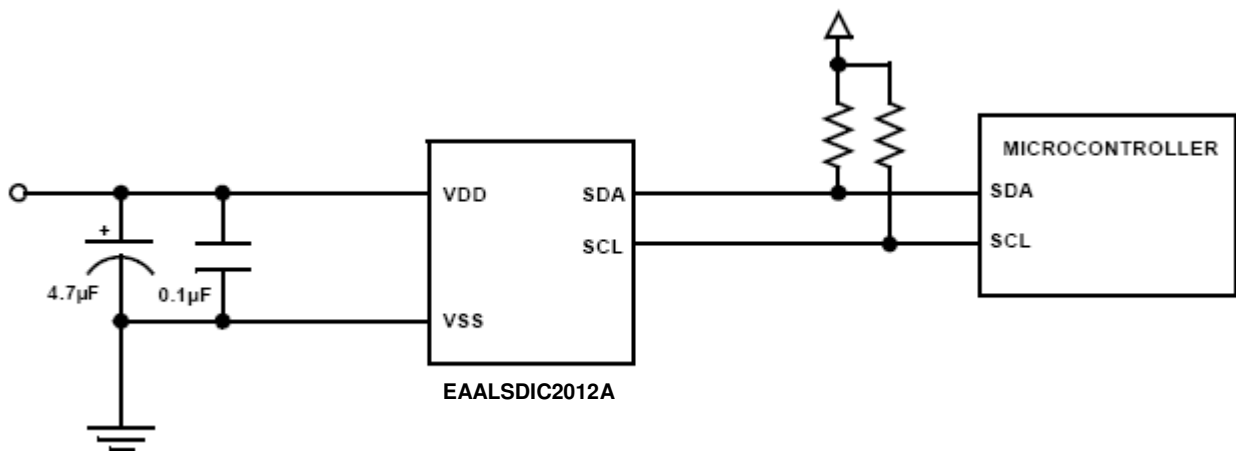 MICROCONTROLLER
VDD
SDA
SDA
SCL
SCL
+
4.7µF
0.1µF
VSS
EAALSDIC2012A